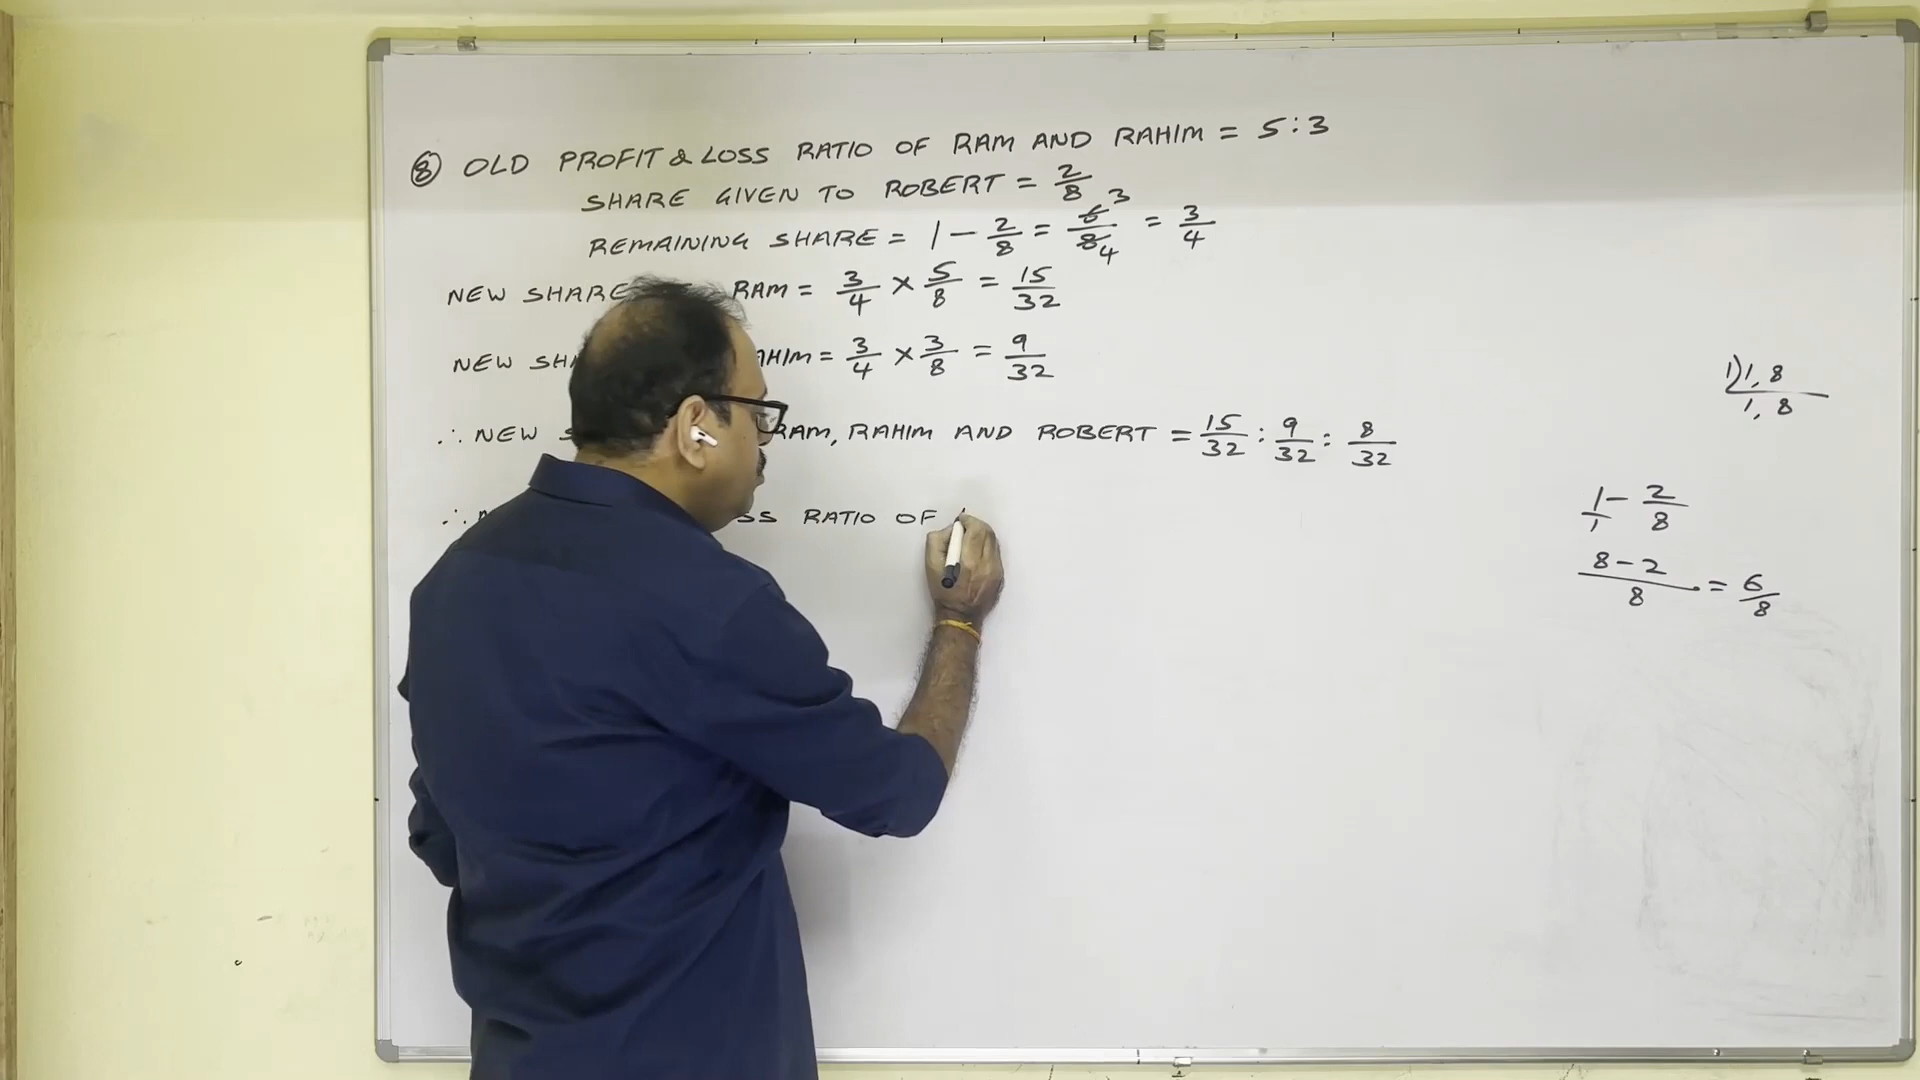 ⑧ OLD PROFIT & LOSS RATIO OF RAM AND RAHIM = 5:3
SHARE GIVEN TO ROBERT = 2/8
REMAINING SHARE = 1 - 2/8 = 6/8 3 4 = 3/4
NEW SHARE RAM = 3/4 × 5/8 = 15/32
NEW SHA AHIM = 3/4 × 3/8 = 9/32
∴ NEW S RAM, RAHIM AND ROBERT = 15/32 : 9/32 : 8/32
∴ SS RATIO OF
1)1, 8
1, 8
1/1 - 2/8
8-2/8 = 6/8